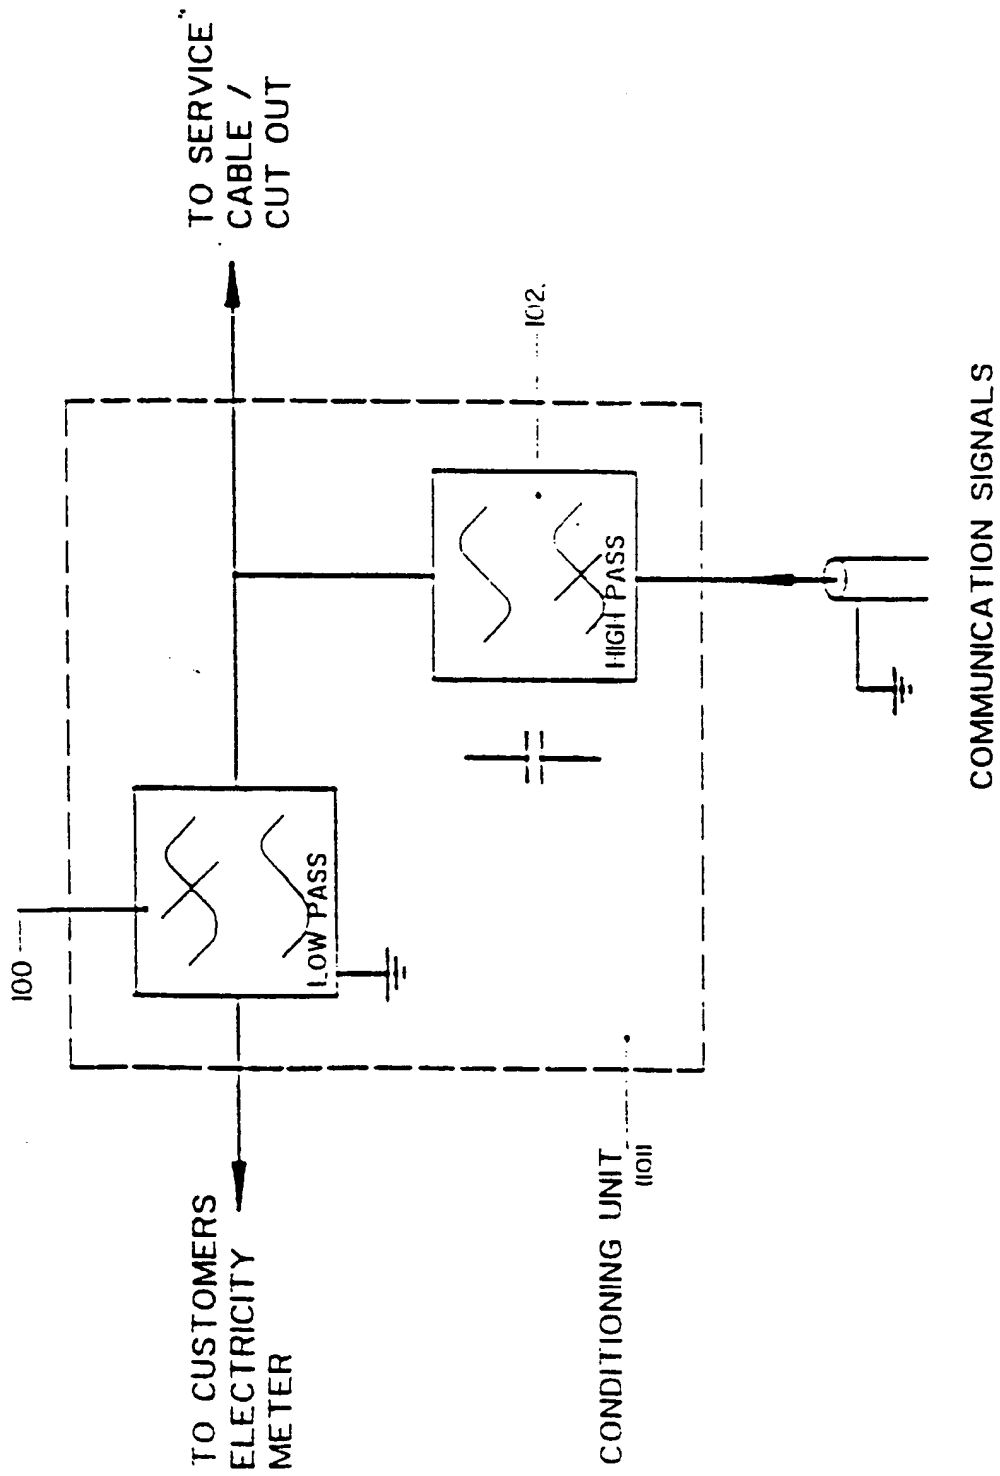 TO CUSTOMERS
ELECTRICITY
METER
100
LOW PASS
TO SERVICE
CABLE /
CUT OUT
HIGH PASS
102.
CONDITIONING UNIT
COMMUNICATION SIGNALS